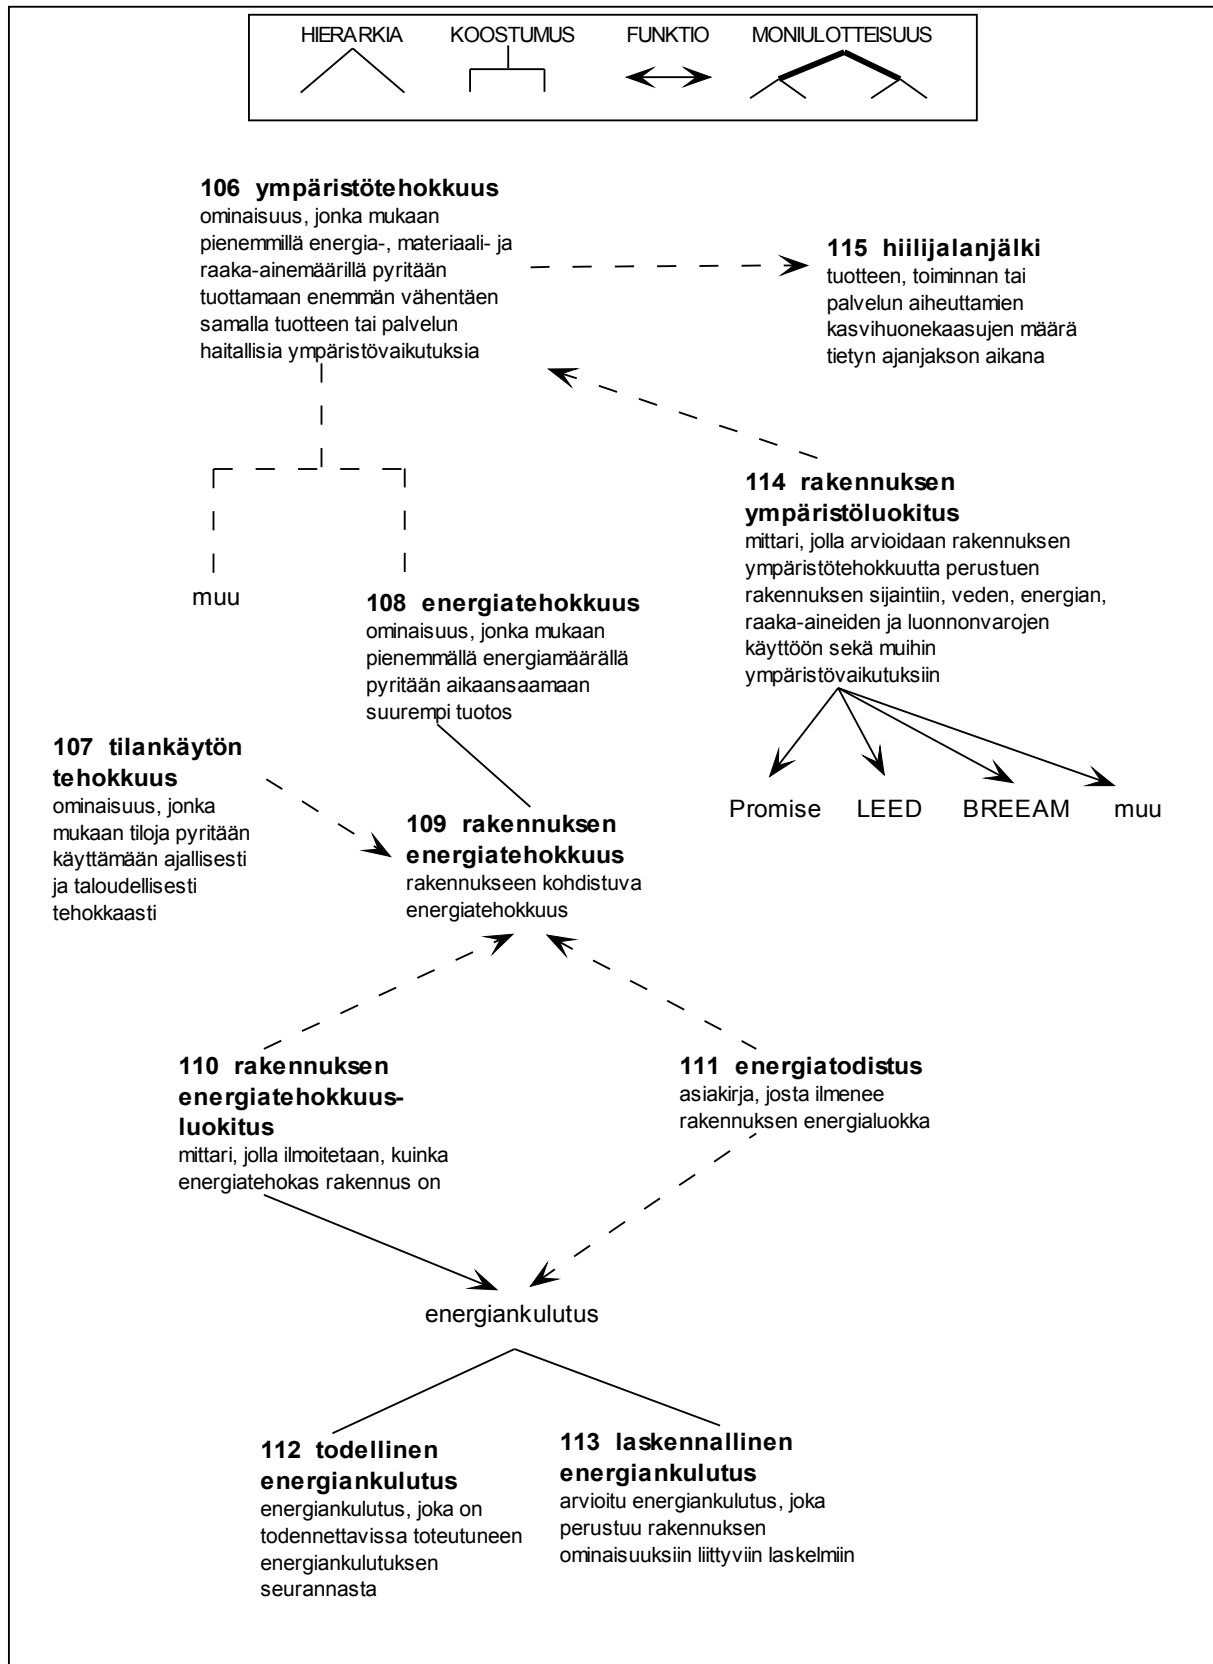 HIERARKIA KOOSTUMUS FUNKTIO MONIULOTTEISUUS
106 ympäristötehokkuus
ominaisuus, jonka mukaan
pienemmillä energia-, materiaali- ja
raaka-ainemäärillä pyritään
tuottamaan enemmän vähentäen
samalla tuotteen tai palvelun
haitallisia ympäristövaikutuksia
115 hiilijalanjälki
tuotteen, toiminnan tai
palvelun aiheuttamien
kasvihuonekaasujen määrä
tietyn ajanjakson aikana
114 rakennuksen
ympäristöluokitus
mittari, jolla arvioidaan rakennuksen
ympäristötehokkuutta perustuen
rakennuksen sijaintiin, veden, energian,
raaka-aineiden ja luonnonvarojen
käyttöön sekä muihin
ympäristövaikutuksiin
muu
108 energiatehokkuus
ominaisuus, jonka mukaan
pienemmällä energiamäärällä
pyritään aikaansaamaan
suurempi tuotos
107 tilankäytön
tehokkuus
ominaisuus, jonka
mukaan tiloja pyritään
käyttämään ajallisesti
ja taloudellisesti
tehokkaasti
Promise LEED BREEAM muu
109 rakennuksen
energiatehokkuus
rakennukseen kohdistuva
energiatehokkuus
110 rakennuksen
energiatehokkuus-
luokitus
mittari, jolla ilmoitetaan, kuinka
energiatehokas rakennus on
111 energiatodistus
asiakirja, josta ilmenee
rakennuksen energialuokka
energiankulutus
112 todellinen
energiankulutus
energiankulutus, joka on
todennettavissa toteutuneen
energiankulutuksen
seurannasta
113 laskennallinen
energiankulutus
arvioitu energiankulutus, joka
perustuu rakennuksen
ominaisuuksiin liittyviin laskelmiin